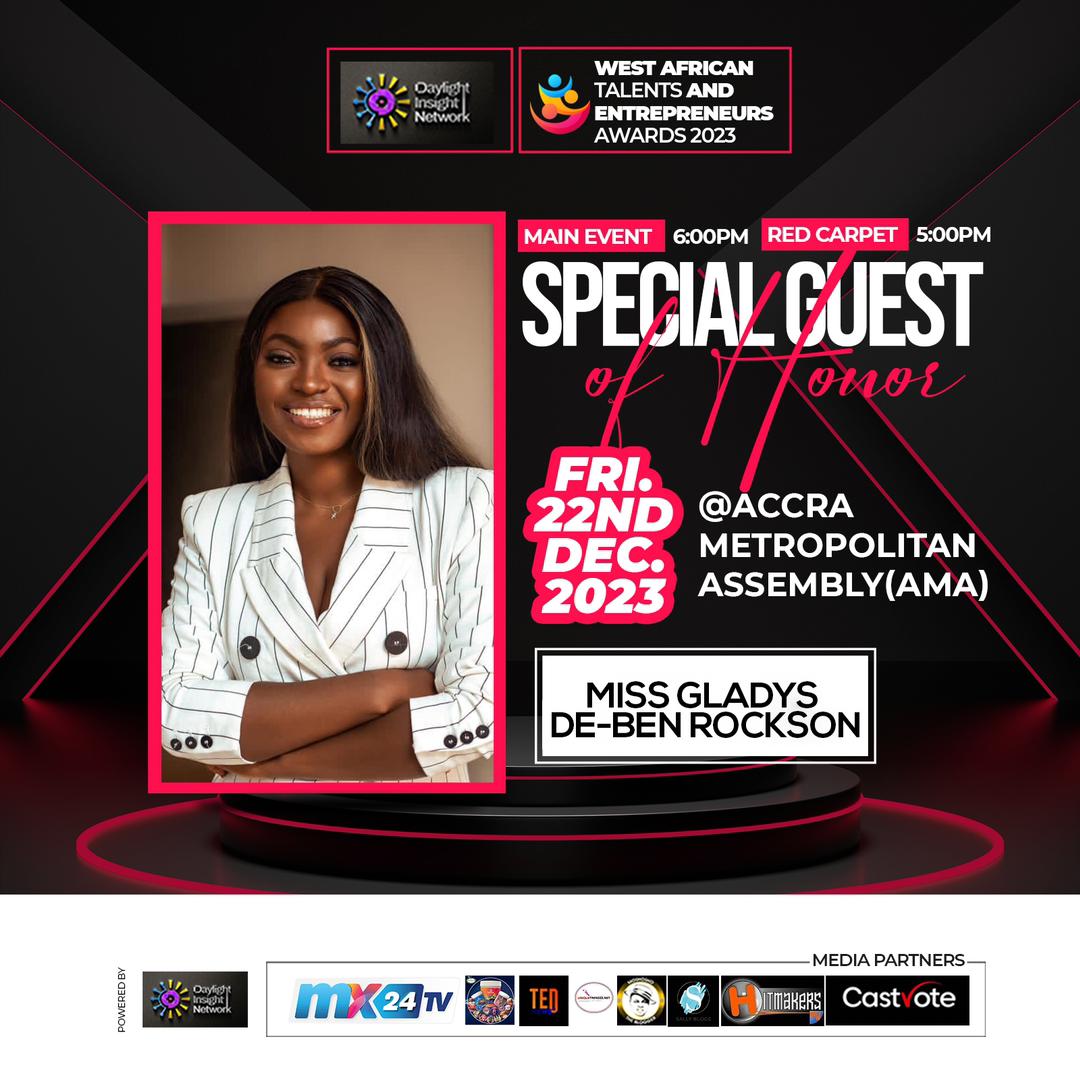 Daylight
Insight
Network
WEST AFRICAN
TALENTS AND
ENTREPRENEURS
AWARDS 2023
MAIN EVENT 6:00PM RED CARPET 5:00PM
SPECIAL GUEST
of Honor
FRI.
22ND
DEC.
2023
@ACCRA
METROPOLITAN
ASSEMBLY(AMA)
MISS GLADYS
DE-BEN ROCKSON
MEDIA PARTNERS
POWERED BY
Daylight
Insight
Network
mx24TV
TED
SALLYBLOGZ
HITMAKERS
CastVote